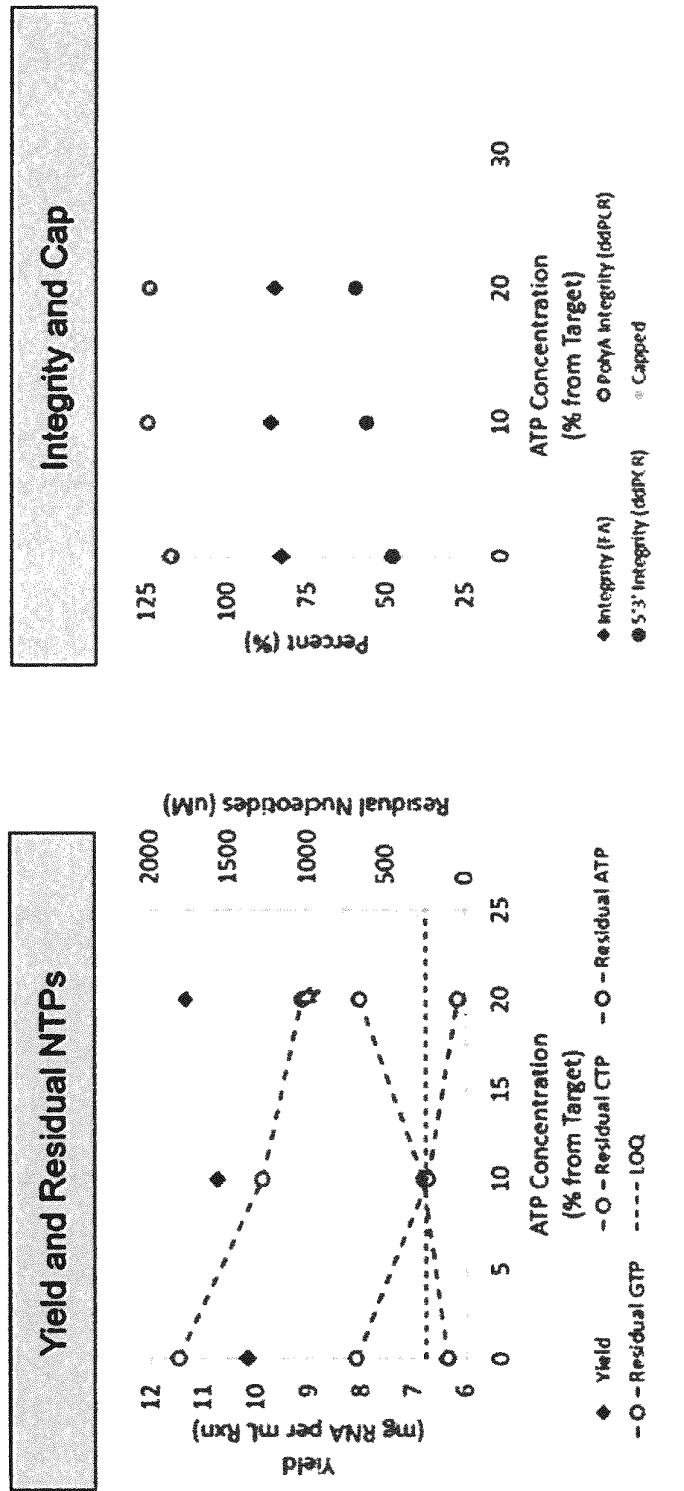 Yield and Residual NTPs
Yield
(mg RNA per mL Rxn)
12
11
10
9
8
7
6
0
5
10
15
20
25
2000
1500
1000
500
0
Residual Nucleotides (uM)
ATP Concentration
(% from Target)
Yield
Residual CTP
Residual ATP
Residual GTP
LOQ
Integrity and Cap
Percent (%)
125
100
75
50
25
0
10
20
30
ATP Concentration
(% from Target)
Integrity (FA)
PolyA Integrity (ddPCR)
5'3' Integrity (ddPCR)
Capped